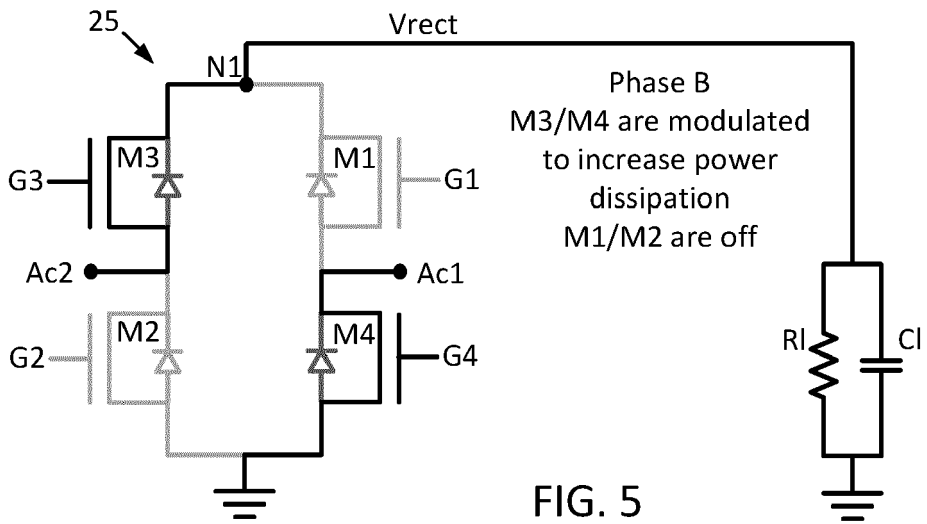 25
Vrect
N1
Phase B
M3/M4 are modulated
to increase power
dissipation
M1/M2 are off
M3
M1
G3
G1
Ac2
Ac1
M2
M4
G2
G4
Rl
Cl
FIG. 5